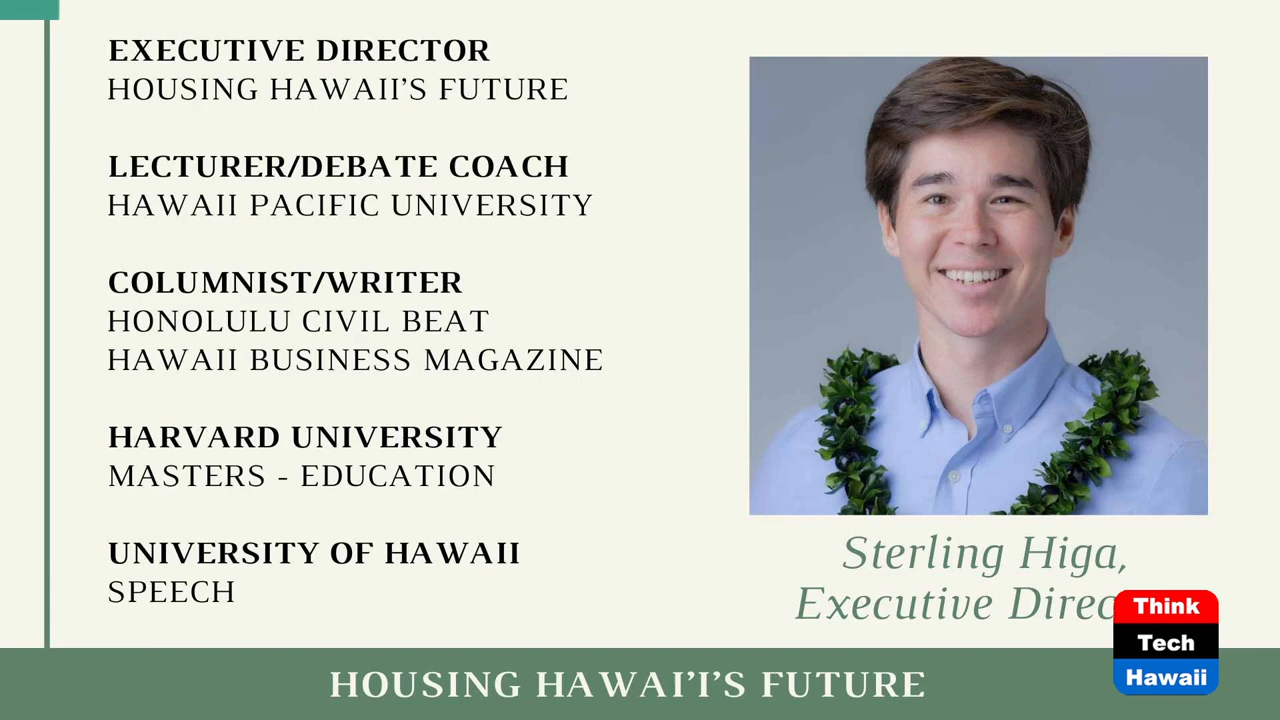 EXECUTIVE DIRECTOR
HOUSING HAWAII’S FUTURE
LECTURER/DEBATE COACH
HAWAII PACIFIC UNIVERSITY
COLUMNIST/WRITER
HONOLULU CIVIL BEAT
HAWAII BUSINESS MAGAZINE
HARVARD UNIVERSITY
MASTERS - EDUCATION
UNIVERSITY OF HAWAII
SPEECH
Sterling Higa,
Executive
Think
Tech
Hawaii
HOUSING HAWAI’I’S FUTURE